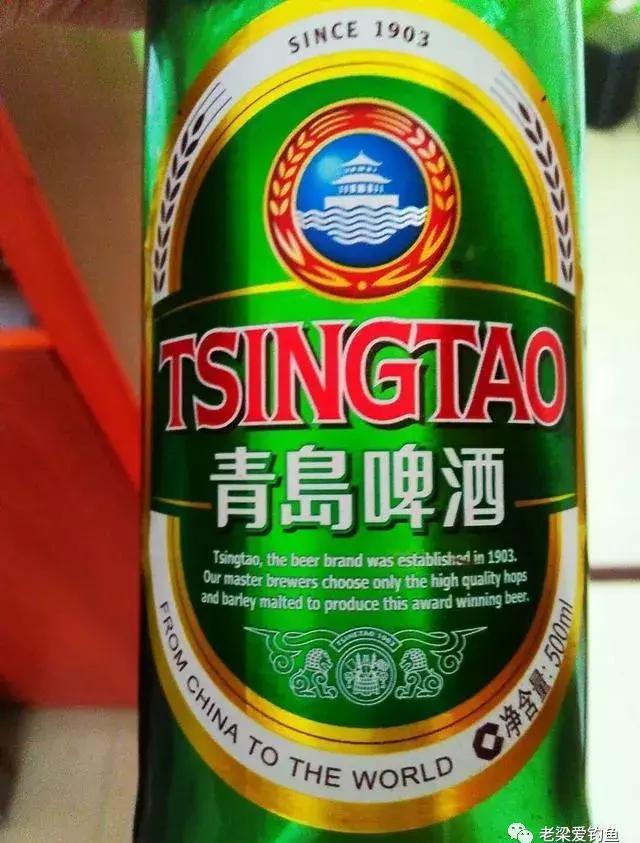 SINCE 1903
TSINGTAO
青島啤酒
Tsingtao, the beer brand was established in 1903.
Our master brewers choose only the high quality hops
and barley malted to produce this award winning beer.
TSINGTAO 1903
FROM CHINA TO THE WORLD
净含量: 500ml
老梁爱钓鱼